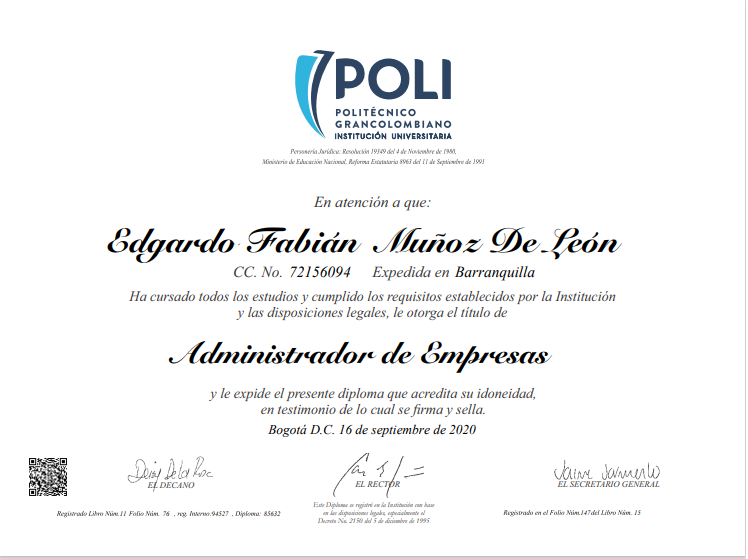 POLI
POLITÉCNICO
GRANCOLOMBIANO
INSTITUCIÓN UNIVERSITARIA
Personería Jurídica: Resolución 19349 del 4 de Noviembre de 1980,
Ministerio de Educación Nacional, Reforma Estatutaria 8963 del 11 de Septiembre de 1993
En atención a que:
Edgardo Fabián Muñoz De León
CC. No. 72156094 Expedida en Barranquilla
Ha cursado todos los estudios y cumplido los requisitos establecidos por la Institución
y las disposiciones legales, le otorga el título de
Administrador de Empresas
y le expide el presente diploma que acredita su idoneidad,
en testimonio de lo cual se firma y sella.
Bogotá D.C. 16 de septiembre de 2020
EL DECANO
EL RECTOR
Jaime Sarmiento
EL SECRETARIO GENERAL
Registrado Libro Núm.11 Folio Núm. 76 , reg. Interno:94527 , Diploma: 85632
Este Diploma se registró en la Institución con base
en las disposiciones legales, especialmente el
Decreto No. 2150 del 5 de diciembre de 1995
Registrado en el Folio Núm.147del Libro Núm. 15